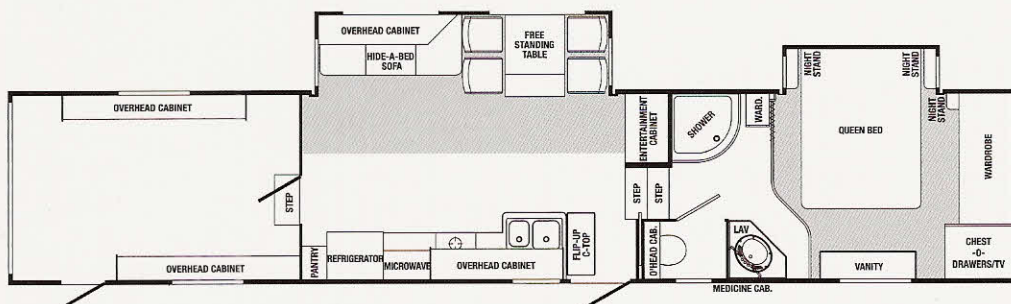 OVERHEAD CABINET
HIDE-A-BED
SOFA
FREE
STANDING
TABLE
NIGHT
STAND
NIGHT
STAND
OVERHEAD CABINET
ENTERTAINMENT
CABINET
SHOWER
WARD.
QUEEN BED
NIGHT
STAND
WARDROBE
STEP
STEP
STEP
PANTRY
REFRIGERATOR
MICROWAVE
OVERHEAD CABINET
FLIP-UP
C-TOP
O'HEAD CAB.
LAV
VANITY
CHEST
-O-
DRAWERS/TV
OVERHEAD CABINET
MEDICINE CAB.